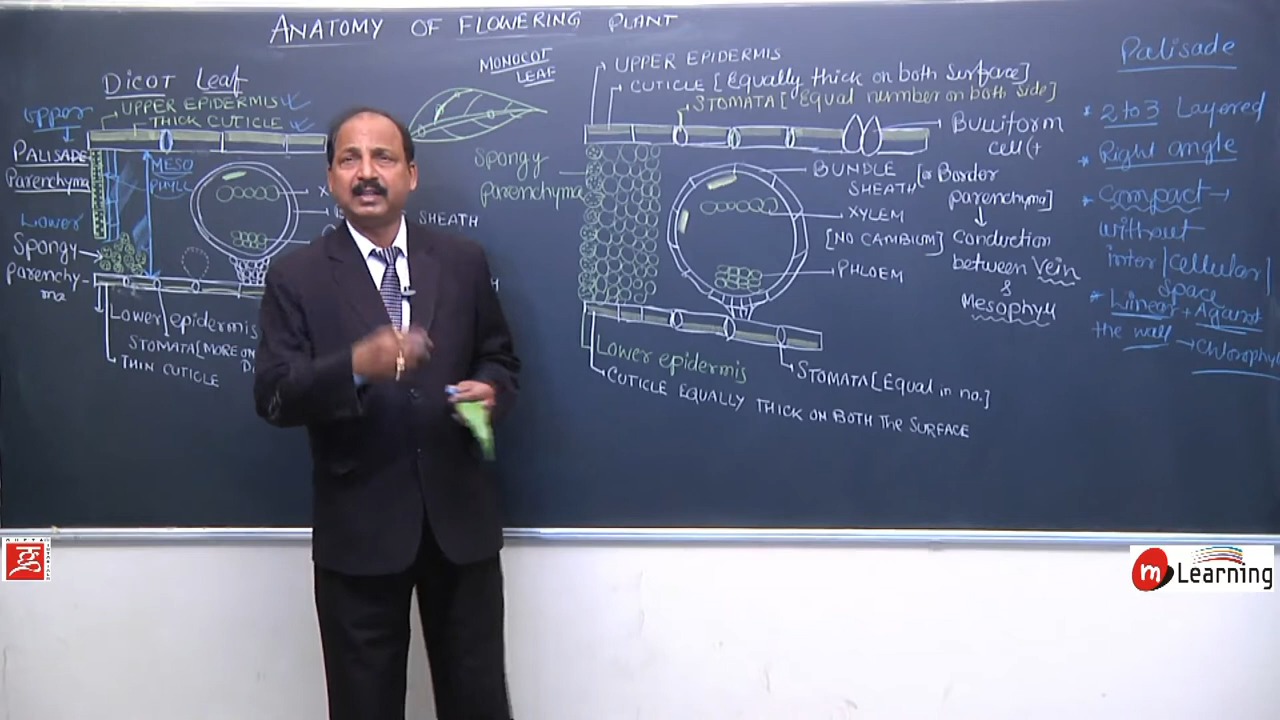 ANATOMY OF FLOWERING PLANT
DICOT Leaf
Upper
UPPER EPIDERMIS
THICK CUTICLE
PALISADE
Parenchyma
MESO
PHYLL
Lower
Spongy
parenchy-
ma
X
SHEATH
H
Lower epidermis
STOMATA [MORE ON
THIN CUTICLE
MONOCOT
LEAF
UPPER EPIDERMIS
CUTICLE [Equally thick on both surface]
STOMATA [Equal number on both side]
Spongy
parenchyma
Bulliform
cell (+
BUNDLE [or Border
SHEATH parenchyma]
XYLEM
[NO CAMBIUM]
PHLOEM
Conduction
between Vein
&
Mesophyll
Lower epidermis
STOMATA [Equal in no.]
CUTICLE EQUALLY THICK ON BOTH The SURFACE
Palisade
* 2 to 3 Layered
* Right angle
* Compact →
without
inter/cellular/
space
* Linear + Against
the wall → Chlorophyl
m Learning